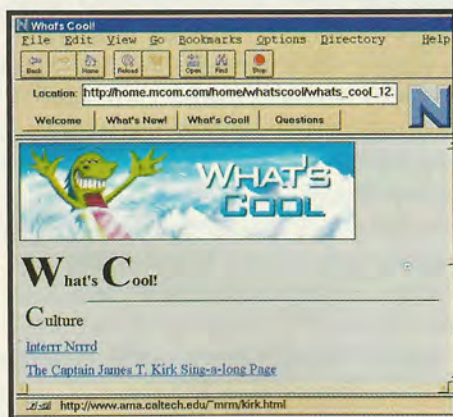 What's Cool!
File Edit View Go Bookmarks Options Directory Help
Back Home Reload Open Find Stop
Location: http://home.mcom.com/home/whatscool/whats_cool_12.
N
Welcome What's New! What's Cool! Questions
WHAT'S
COOL
What's Cool!
Culture
Interrr Nrrrd
The Captain James T. Kirk Sing-a-long Page
http://www.ama.caltech.edu/~mrm/kirk.html